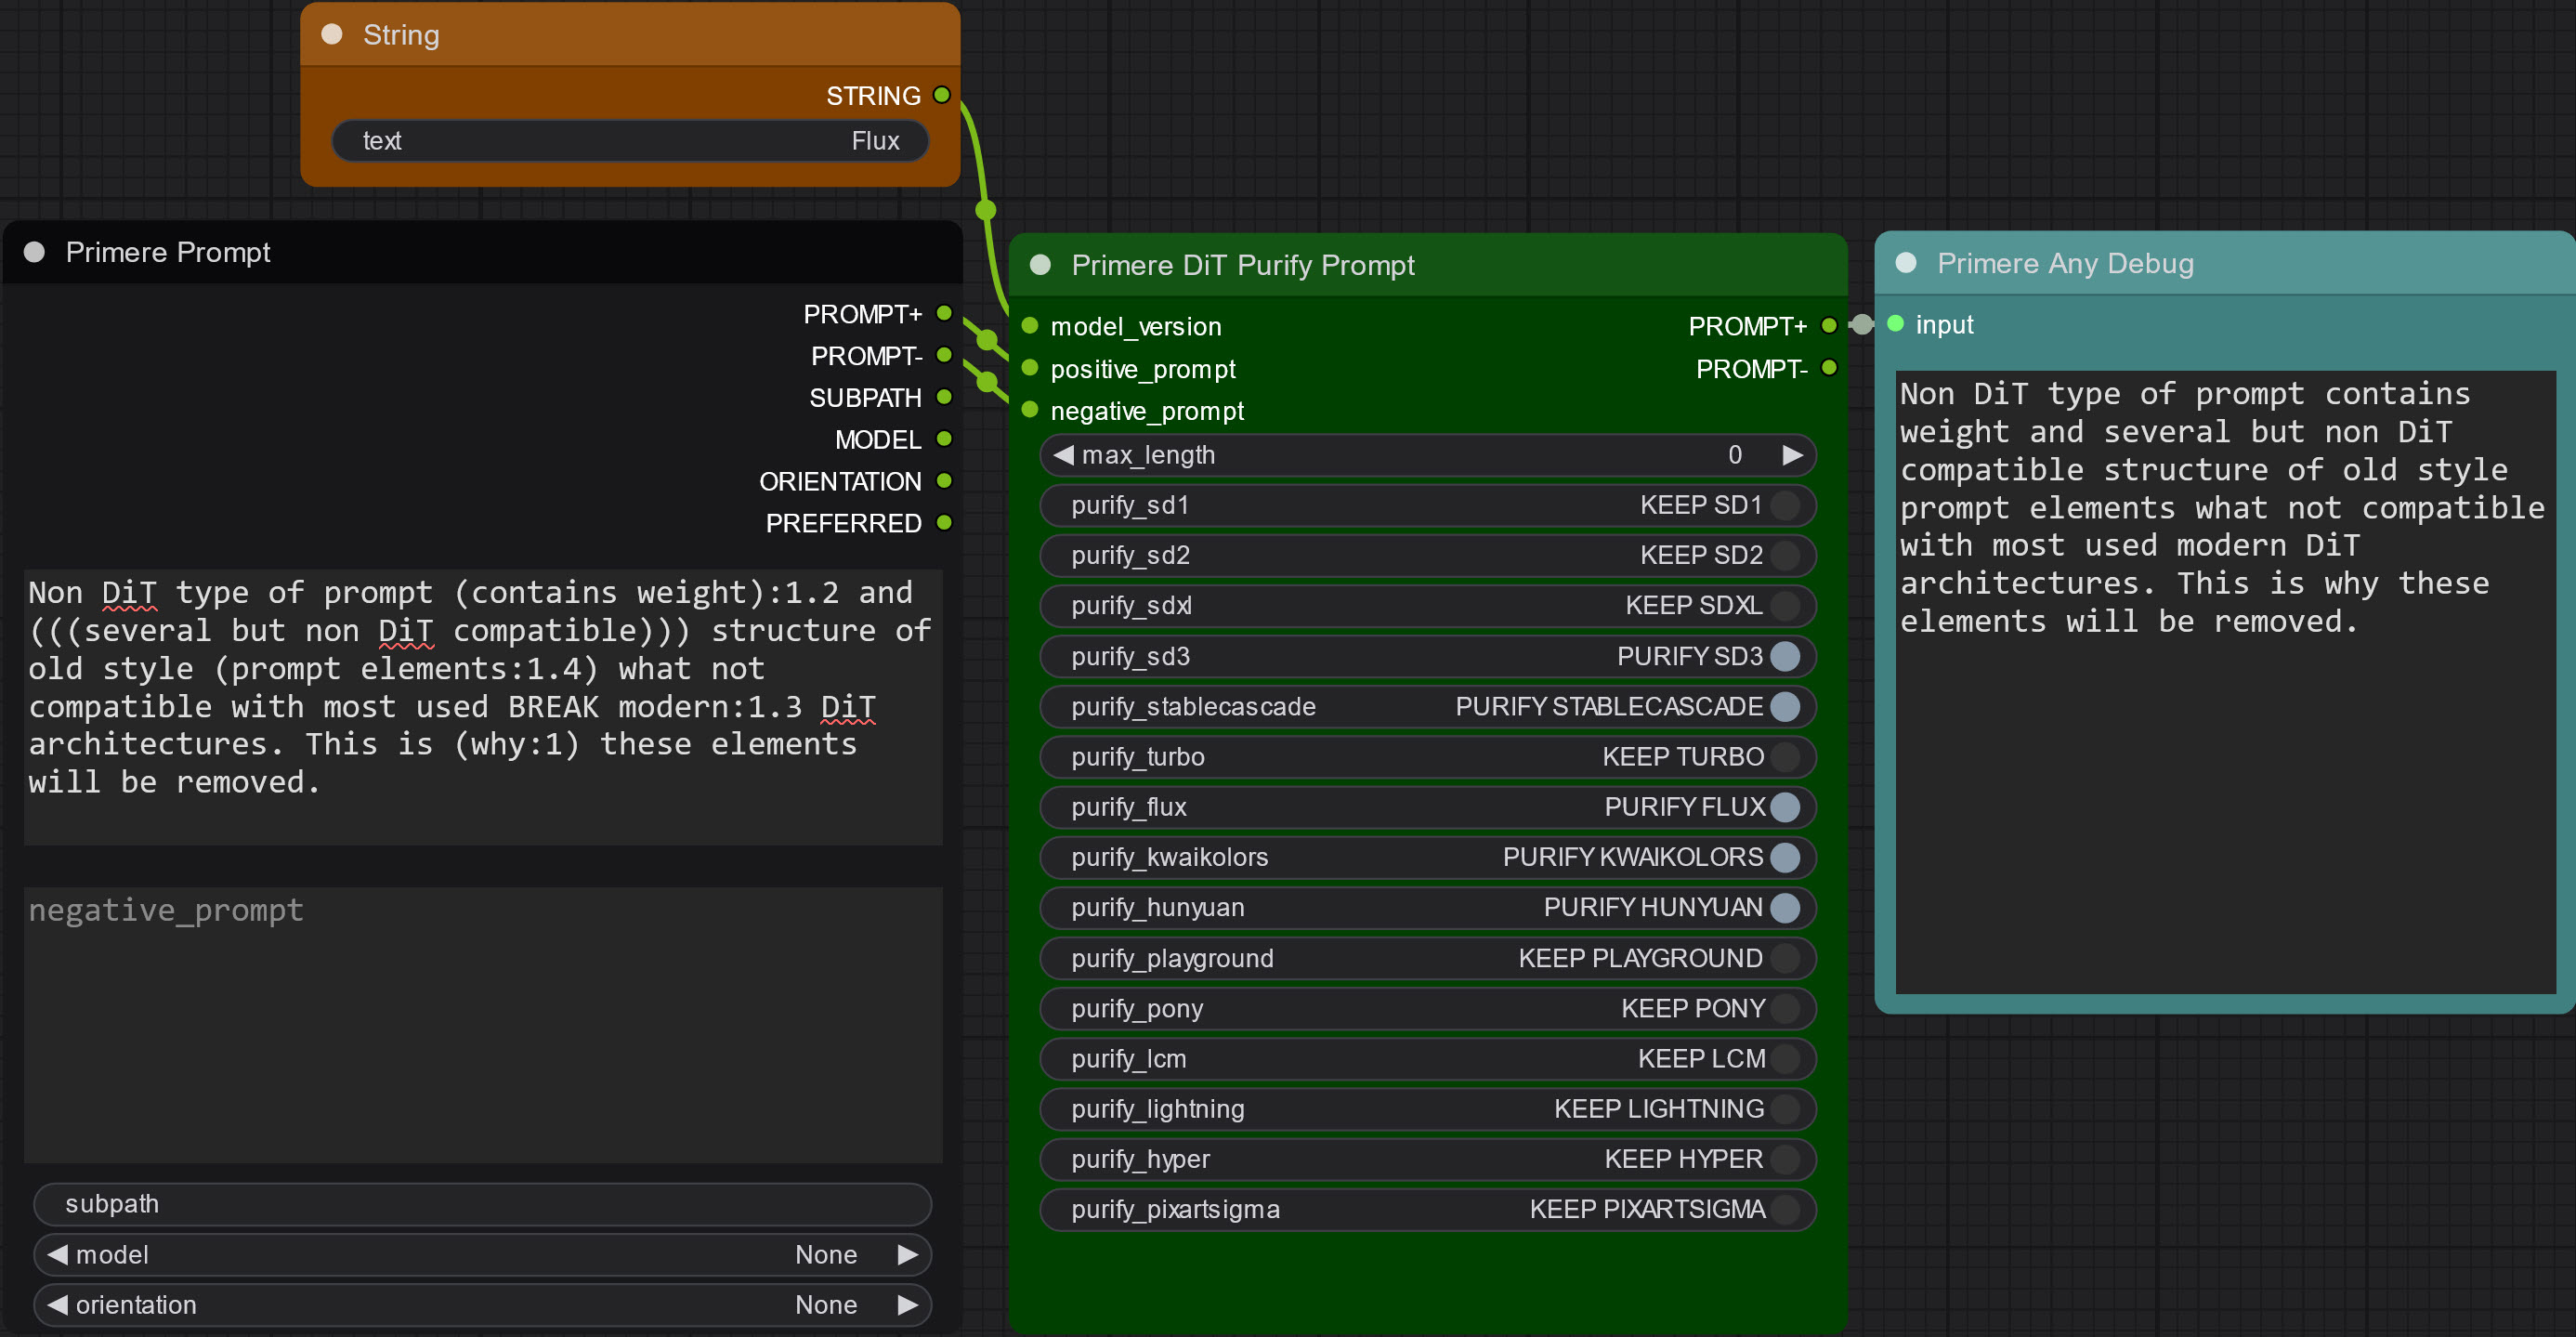 String
STRING
text Flux
Primere Prompt
PROMPT+
PROMPT-
SUBPATH
MODEL
ORIENTATION
PREFERRED
Non DiT type of prompt (contains weight):1.2 and
(((several but non DiT compatible))) structure of
old style (prompt elements:1.4) what not
compatible with most used BREAK modern:1.3 DiT
architectures. This is (why:1) these elements
will be removed.
negative_prompt
subpath
model None
orientation None
Primere DiT Purify Prompt
model_version PROMPT+
positive_prompt PROMPT-
negative_prompt
max_length 0
purify_sd1 KEEP SD1
purify_sd2 KEEP SD2
purify_sdxl KEEP SDXL
purify_sd3 PURIFY SD3
purify_stablecascade PURIFY STABLECASCADE
purify_turbo KEEP TURBO
purify_flux PURIFY FLUX
purify_kwaikolors PURIFY KWAIKOLORS
purify_hunyuan PURIFY HUNYUAN
purify_playground KEEP PLAYGROUND
purify_pony KEEP PONY
purify_lcm KEEP LCM
purify_lightning KEEP LIGHTNING
purify_hyper KEEP HYPER
purify_pixartsigma KEEP PIXARTSIGMA
Primere Any Debug
input
Non DiT type of prompt contains
weight and several but non DiT
compatible structure of old style
prompt elements what not compatible
with most used modern DiT
architectures. This is why these
elements will be removed.